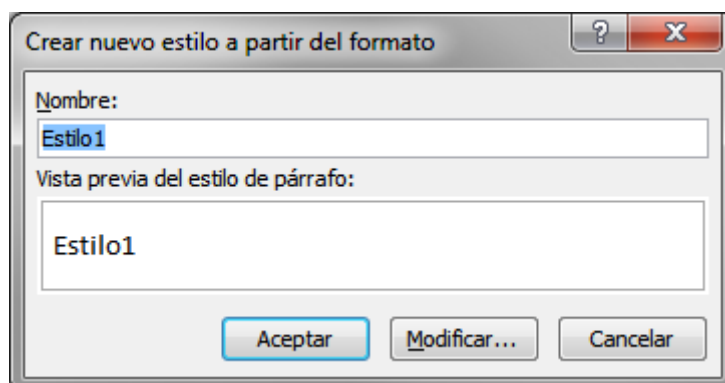 Crear nuevo estilo a partir del formato
Nombre:
Estilo1
Vista previa del estilo de párrafo:
Estilo1
Aceptar Modificar... Cancelar